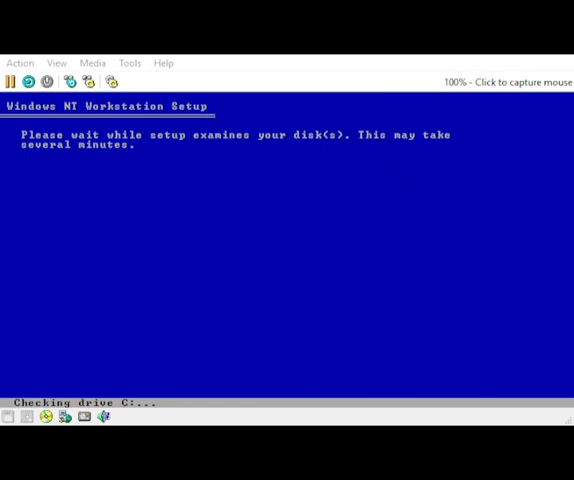 Action View Media Tools Help
100% - Click to capture mouse
Windows NT Workstation Setup
Please wait while setup examines your disk(s). This may take
several minutes.
Checking drive C:...